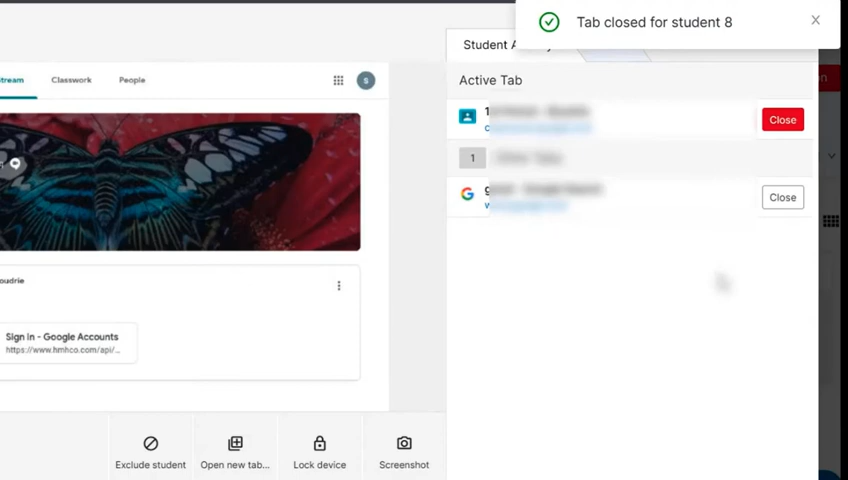 Tab closed for student 8
X
Student A
Stream
Classwork
People
S
Active Tab
Close
1
Close
oudrie
Sign in - Google Accounts
https://www.hmhco.com/api/...
Exclude student
Open new tab...
Lock device
Screenshot